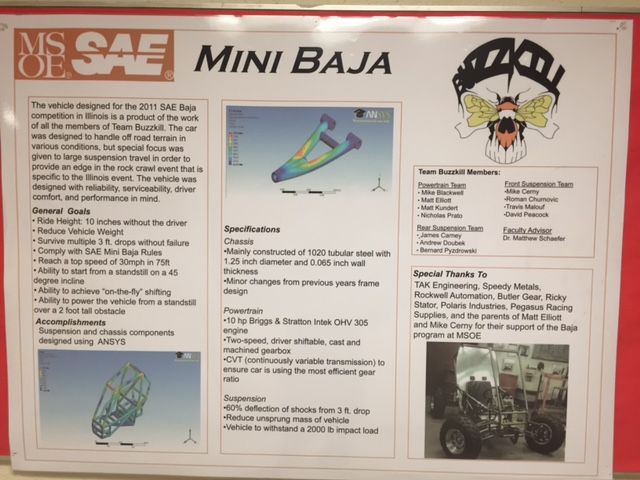 MS
OE®
SAE®
MINI BAJA
BUZZKILL
The vehicle designed for the 2011 SAE Baja
competition in Illinois is a product of the work
of all the members of Team Buzzkill. The car
was designed to handle off road terrain in
various conditions, but special focus was
given to large suspension travel in order to
provide an edge in the rock crawl event that is
specific to the Illinois event. The vehicle was
designed with reliability, serviceability, driver
comfort, and performance in mind.
General Goals
• Ride Height: 10 inches without the driver
• Reduce Vehicle Weight
• Survive multiple 3 ft. drops without failure
• Comply with SAE Mini Baja Rules
• Reach a top speed of 30mph in 75ft
• Ability to start from a standstill on a 45
degree incline
• Ability to achieve "on-the-fly" shifting
• Ability to power the vehicle from a standstill
over a 2 foot tall obstacle
Accomplishments
Suspension and chassis components
designed using ANSYS
ANSYS
Specifications
Chassis
•Mainly constructed of 1020 tubular steel with
1.25 inch diameter and 0.065 inch wall
thickness
•Minor changes from previous years frame
design
Powertrain
•10 hp Briggs & Stratton Intek OHV 305
engine
•Two-speed, driver shiftable, cast and
machined gearbox
•CVT (continuously variable transmission) to
ensure car is using the most efficient gear
ratio
Suspension
•60% deflection of shocks from 3 ft. drop
•Reduce unsprung mass of vehicle
•Vehicle to withstand a 2000 lb impact load
Team Buzzkill Members:
Powertrain Team
• Mike Blackwell
• Matt Elliott
• Matt Kundert
• Nicholas Prato
Rear Suspension Team
•James Carney
• Andrew Doubek
• Bernard Pyzdrowski
Front Suspension Team
•Mike Cerny
•Roman Churnovic
•Travis Malouf
•David Peacock
Faculty Advisor
Dr. Matthew Schaefer
Special Thanks To
TAK Engineering, Speedy Metals,
Rockwell Automation, Butler Gear, Ricky
Stator, Polaris Industries, Pegasus Racing
Supplies, and the parents of Matt Elliott
and Mike Cerny for their support of the Baja
program at MSOE